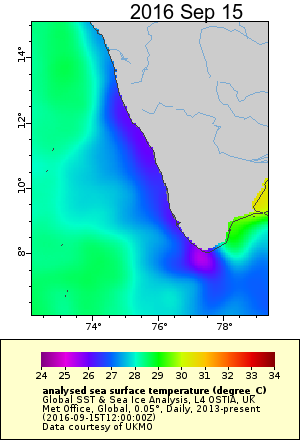 2016 Sep 15
14°
12°
10°
8°
74° 76° 78°
24 25 26 27 28 29 30 31 32 33 34
analysed sea surface temperature (degree_C)
Global SST & Sea Ice Analysis, L4 OSTIA, UK
Met Office, Global, 0.05°, Daily, 2013-present
(2016-09-15T12:00:00Z)
Data courtesy of UKMO